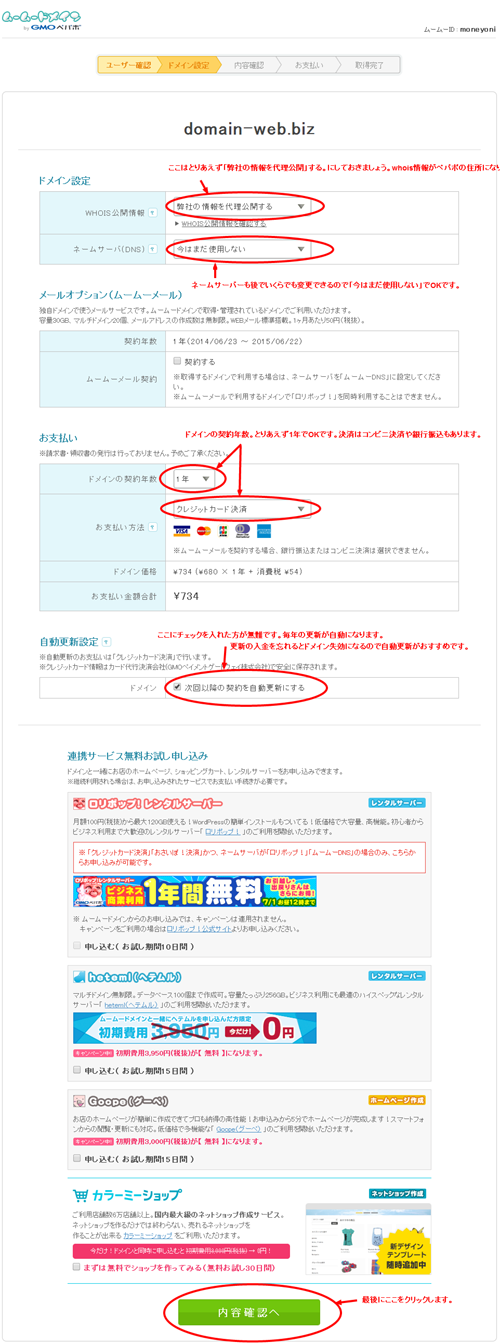 ムームードメイン
by GMOペパボ
ムームーID : moneyoni
ユーザー確認
ドメイン設定
内容確認
お支払い
取得完了
domain-web.biz
ここはとりあえず「弊社の情報を代理公開」する。にしておきましょう。whois情報がペパボの住所にな
ドメイン設定
WHOIS公開情報 ?
弊社の情報を代理公開する
WHOIS公開情報を確認する
ネームサーバ(DNS) ?
今はまだ使用しない
ネームサーバーも後でいくらでも変更できるので「今はまだ使用しない」でOKです。
メールオプション(ムームーメール)
独自ドメインで使うメールサービスです。ムームードメインで取得・管理されているドメインでご利用いただけます。
容量30GB、マルチドメイン20個、メールアドレスの作成数は無制限。WEBメール標準搭載。1ヶ月あたり50円(税抜)。
契約年数
1年(2014/06/23 ～ 2015/06/22)
ムームーメール契約
契約する
※取得するドメインで利用する場合は、ネームサーバを「ムームーDNS」に設定してくださ
い。
※ムームーメールで利用するドメインで「ロリポップ!」を同時利用することはできません。
ドメインの契約年数。とりあえず1年でOKです。決済はコンビニ決済や銀行振込もあります。
お支払い
※請求書・領収書の発行は行っておりません。予めご了承ください。
ドメインの契約年数
1年
お支払い方法 ?
クレジットカード決済
VISA
※ムームーメールを契約する場合、銀行振込またはコンビニ決済は選択できません。
ドメイン価格
¥734 (¥680 × 1年 + 消費税 ¥54)
お支払い金額合計
¥734
ここにチェックを入れた方が無難です。毎年の更新が自動になります。
更新の入金を忘れるとドメイン失効になるので自動更新がおすすめです。
自動更新設定 ?
※自動更新のお支払いは「クレジットカード決済」で行います。
※クレジットカード情報はカード決済代行会社(GMOペイメントゲートウェイ株式会社)で安全に保存されます。
ドメイン
次回以降の契約を自動更新にする
連携サービス無料お試し申し込み
ドメインと一緒にお店のホームページ、ショッピングカート、レンタルサーバーをお申し込みできます。
※継続利用される場合は、お申し込みされたサービスでお支払い手続きが必要です。
ロリポップ!レンタルサーバー
レンタルサーバー
月額100円(税抜)から最大120GB使える!WordPressの簡単インストールもついてる!低価格で大容量、高機能。初心者から
ビジネス利用まで大歓迎のレンタルサーバー「ロリポップ!」のご利用を開始いただけます。
※「クレジットカード決済」「おさいぽ!決済」かつ、ネームサーバが「ロリポップ!」「ムームーDNS」の場合のみ、こちらか
らお申し込みが可能です。
ロリポップ!レンタルサーバー
ビジネス
商用利用
1年間無料
お引越し・
出戻りさんは
さらにお得!
7/1 お昼12時まで
※ ムームードメインからのお申し込みでは、キャンペーンは適用されません。
キャンペーンをご利用の場合はロリポップ!公式サイトよりお申し込みください。
申し込む( お試し期間10日間 )
heteml(ヘテムル)
レンタルサーバー
マルチドメイン無制限。データベース100個まで作成可。容量たっぷり256GB。ビジネス利用にも最適のハイスペックなレンタル
サーバー「 heteml(ヘテムル) 」のご利用を開始いただけます。
ムームードメインと一緒にヘテムルを申し込んだ方限定
初期費用 3,950円 今だけ! 0円
キャンペーン中! 初期費用3,950円(税抜)が【 無料 】になります。
申し込む( お試し期間15日間 )
Goope(グーペ)
ホームページ作成
お店のホームページが簡単に作成できてプロも納得の高性能!お申込みから5分でホームページが完成します!スマートフォ
ンからの閲覧・更新にも対応。低価格で多機能な「 Goope(グーペ) 」のご利用を開始いただけます。
キャンペーン中! 初期費用3,000円(税抜)が【 無料 】になります。
申し込む( お試し期間15日間 )
カラーミーショップ
ネットショップ作成
ご利用店舗数6万店舗以上。国内最大級のネットショップ作成サービス。
ネットショップを作るだけでは終わらない、売れるネットショップを
作ることが出来る カラーミーショップ をご利用いただけます。
今だけ!ドメインと同時に申し込むと 初期費用3,000円(税抜) → 0円!
まずは無料でショップを作ってみる(無料お試し30日間)
新デザイン
テンプレート
随時追加中
内容確認へ
最後にここをクリックします。